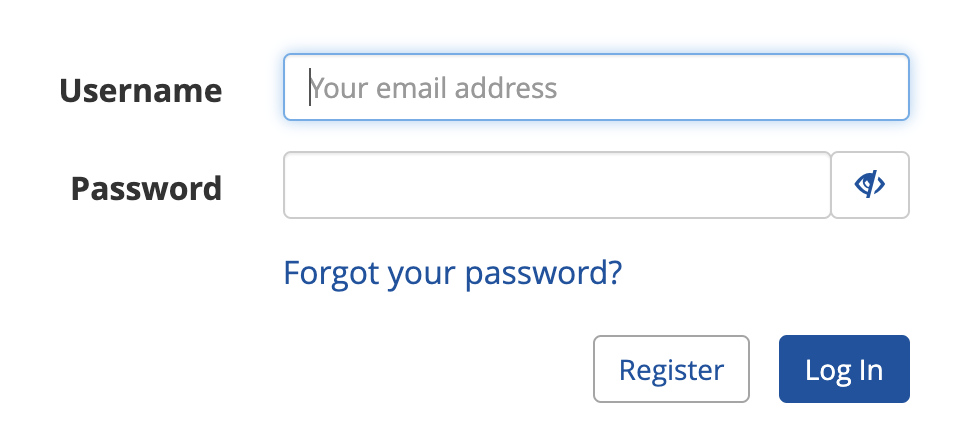 Username
Your email address
Password
Forgot your password?
Register
Log In